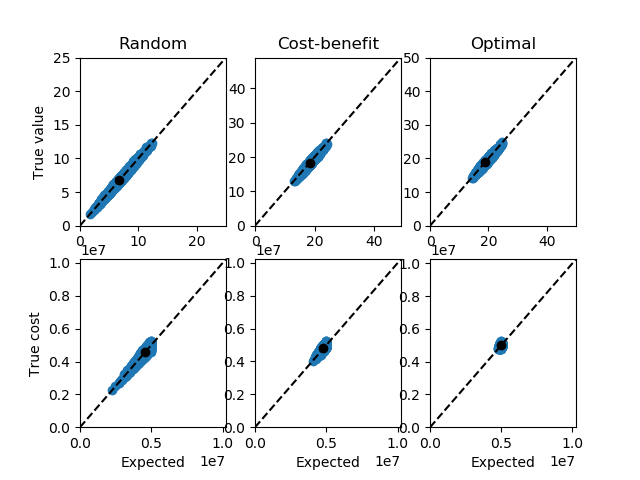 Random Cost-benefit Optimal
25 50
40
20 40
15 30 30
10 20 20
5 10 10
0 0 0
True value
0 10 20 0 20 40 0 20 40
1e7 1e7 1e7
1.0 1.0 1.0
0.8 0.8 0.8
0.6 0.6 0.6
0.4 0.4 0.4
0.2 0.2 0.2
0.0 0.0 0.0
True cost
0.0 0.5 1.0 0.0 0.5 1.0 0.0 0.5 1.0
Expected 1e7 Expected 1e7 Expected 1e7